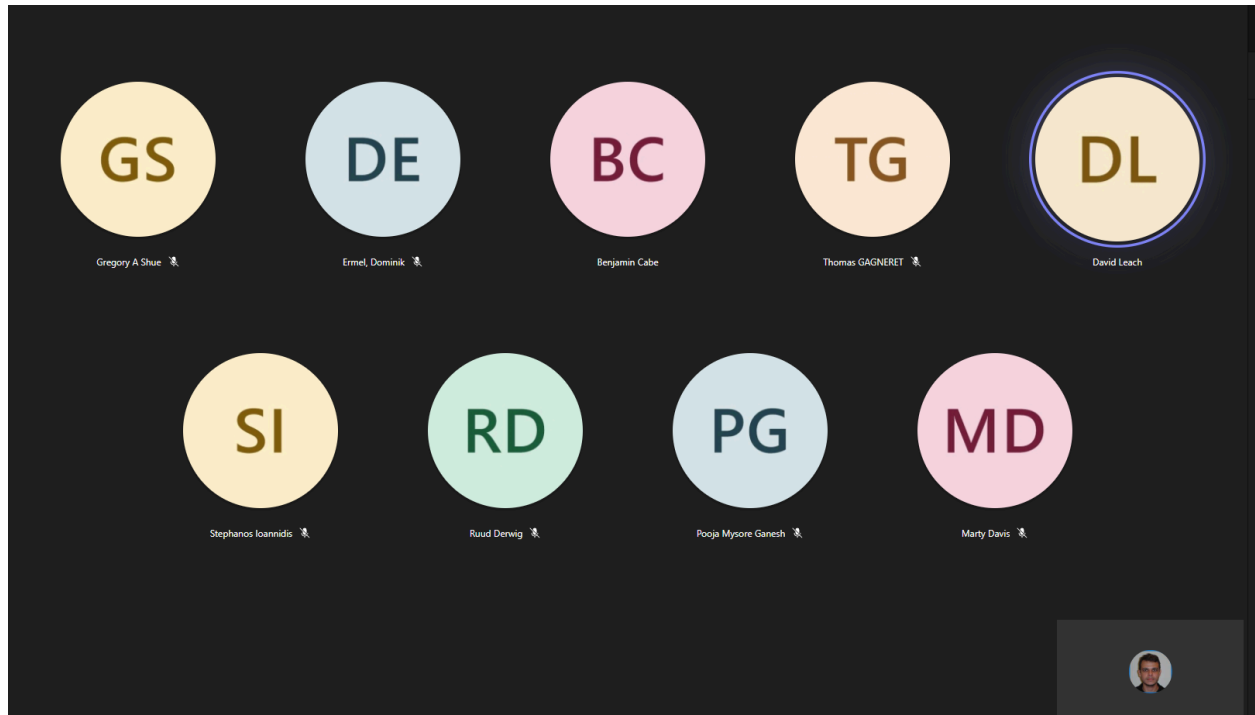 GS DE BC TG DL
Gregory A Shue Ermel, Dominik Benjamin Cabe Thomas GAGNERET David Leach
SI RD PG MD
Stephanos Ioannidis Ruud Derwig Pooja Mysore Ganesh Marty Davis